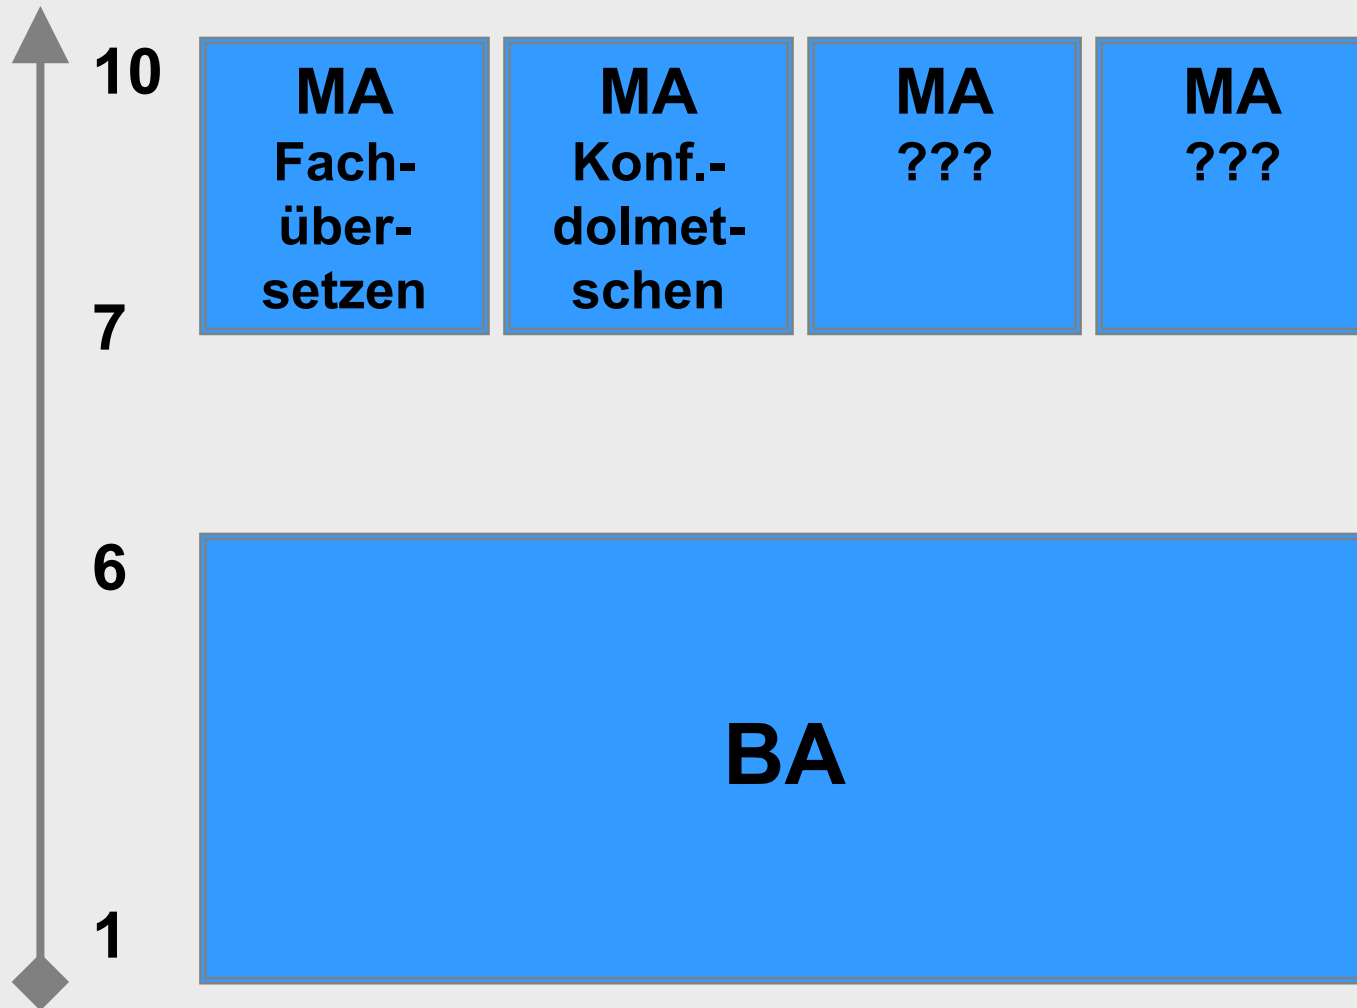 10
MA
Fach-
über-
setzen
MA
Konf.-
dolmet-
schen
MA
???
MA
???
7
6
BA
1